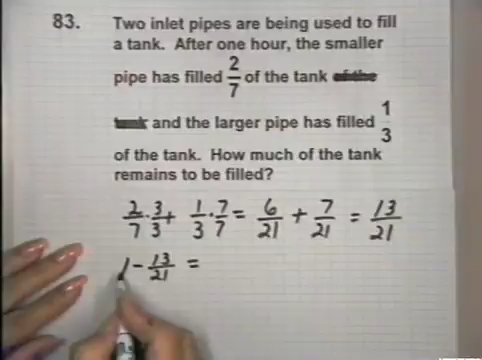 83. Two inlet pipes are being used to fill
a tank. After one hour, the smaller
pipe has filled 2/7 of the tank of the
tank and the larger pipe has filled 1/3
of the tank. How much of the tank
remains to be filled?
2/7 · 3/3 + 1/3 · 7/7 = 6/21 + 7/21 = 13/21
1 - 13/21 =